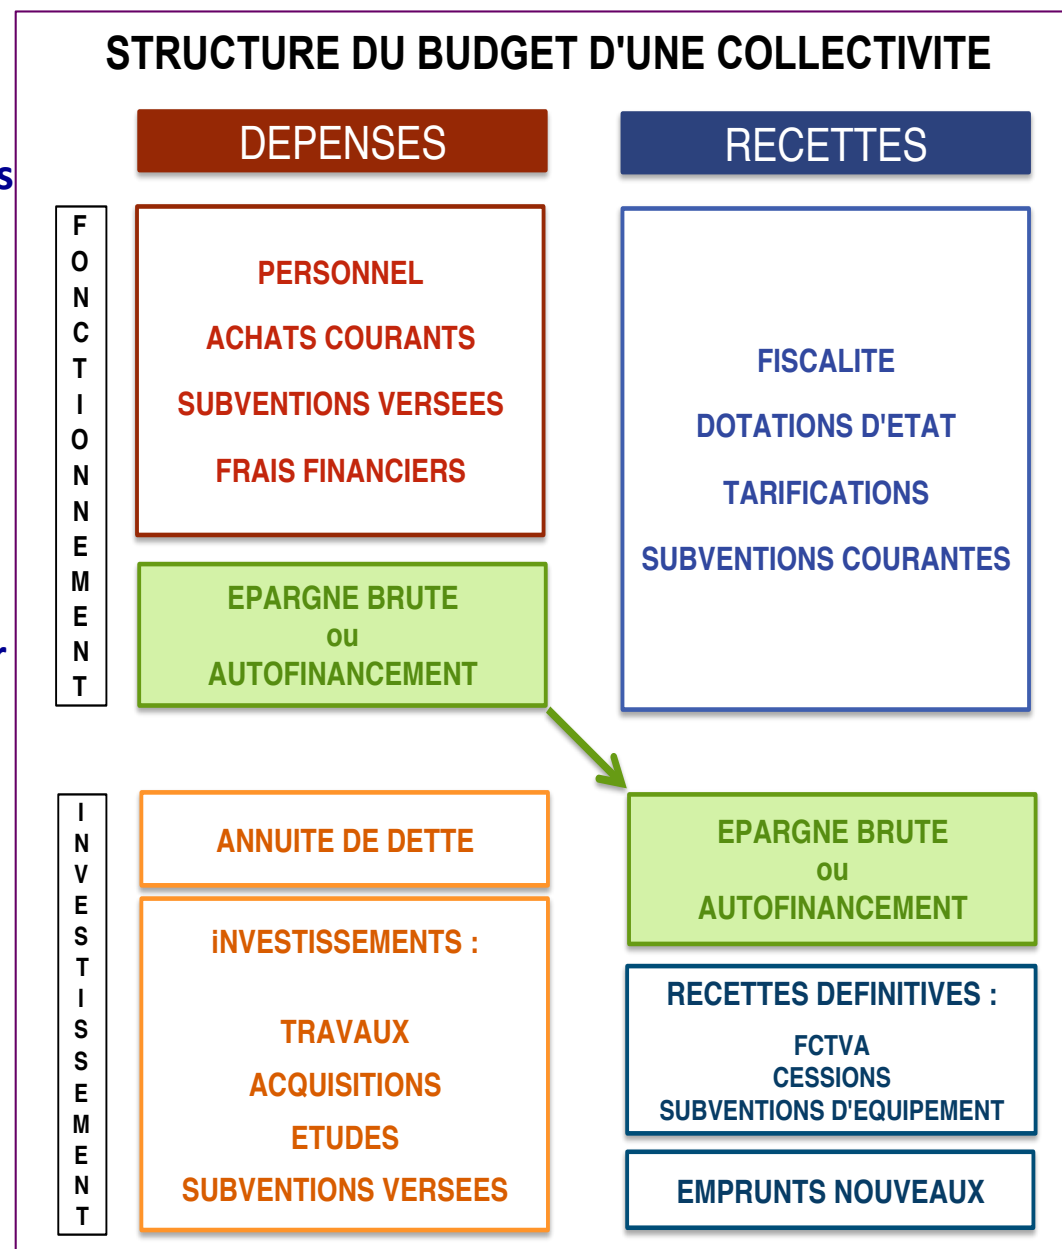 STRUCTURE DU BUDGET D'UNE COLLECTIVITE
DEPENSES
RECETTES
s
FONCTIONNEMENT
PERSONNEL
ACHATS COURANTS
SUBVENTIONS VERSEES
FRAIS FINANCIERS
FISCALITE
DOTATIONS D'ETAT
TARIFICATIONS
SUBVENTIONS COURANTES
EPARGNE BRUTE
ou
AUTOFINANCEMENT
r
INVESTISSEMENT
ANNUITE DE DETTE
iNVESTISSEMENTS :
TRAVAUX
ACQUISITIONS
ETUDES
SUBVENTIONS VERSEES
EPARGNE BRUTE
ou
AUTOFINANCEMENT
RECETTES DEFINITIVES :
FCTVA
CESSIONS
SUBVENTIONS D'EQUIPEMENT
EMPRUNTS NOUVEAUX